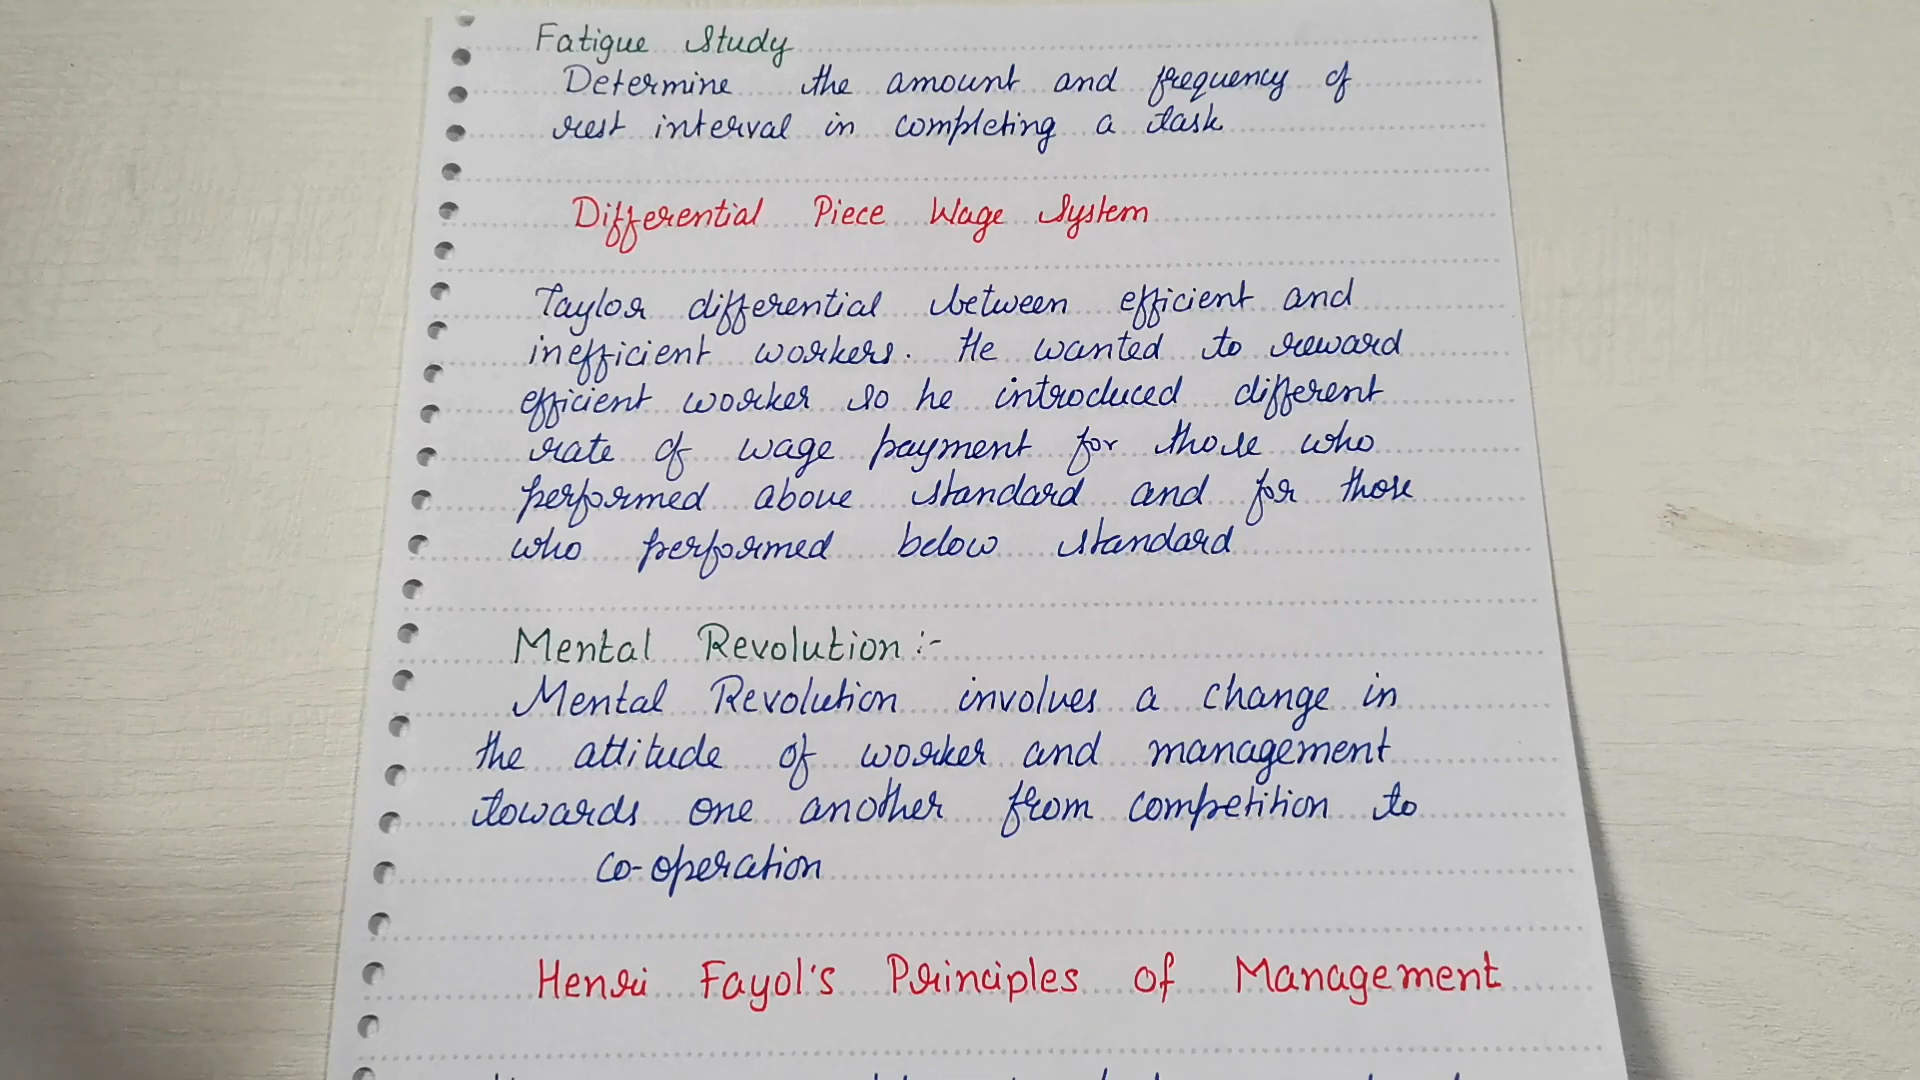 Fatigue Study
Determine the amount and frequency of
rest interval in completing a task
Differential Piece Wage System
Taylor differential between efficient and
inefficient workers. He wanted to reward
efficient worker so he introduced different
rate of wage payment for those who
performed above standard and for those
who performed below standard
Mental Revolution :-
Mental Revolution involves a change in
the attitude of worker and management
towards one another from competition to
co-operation
Henri Fayol's Principles of Management